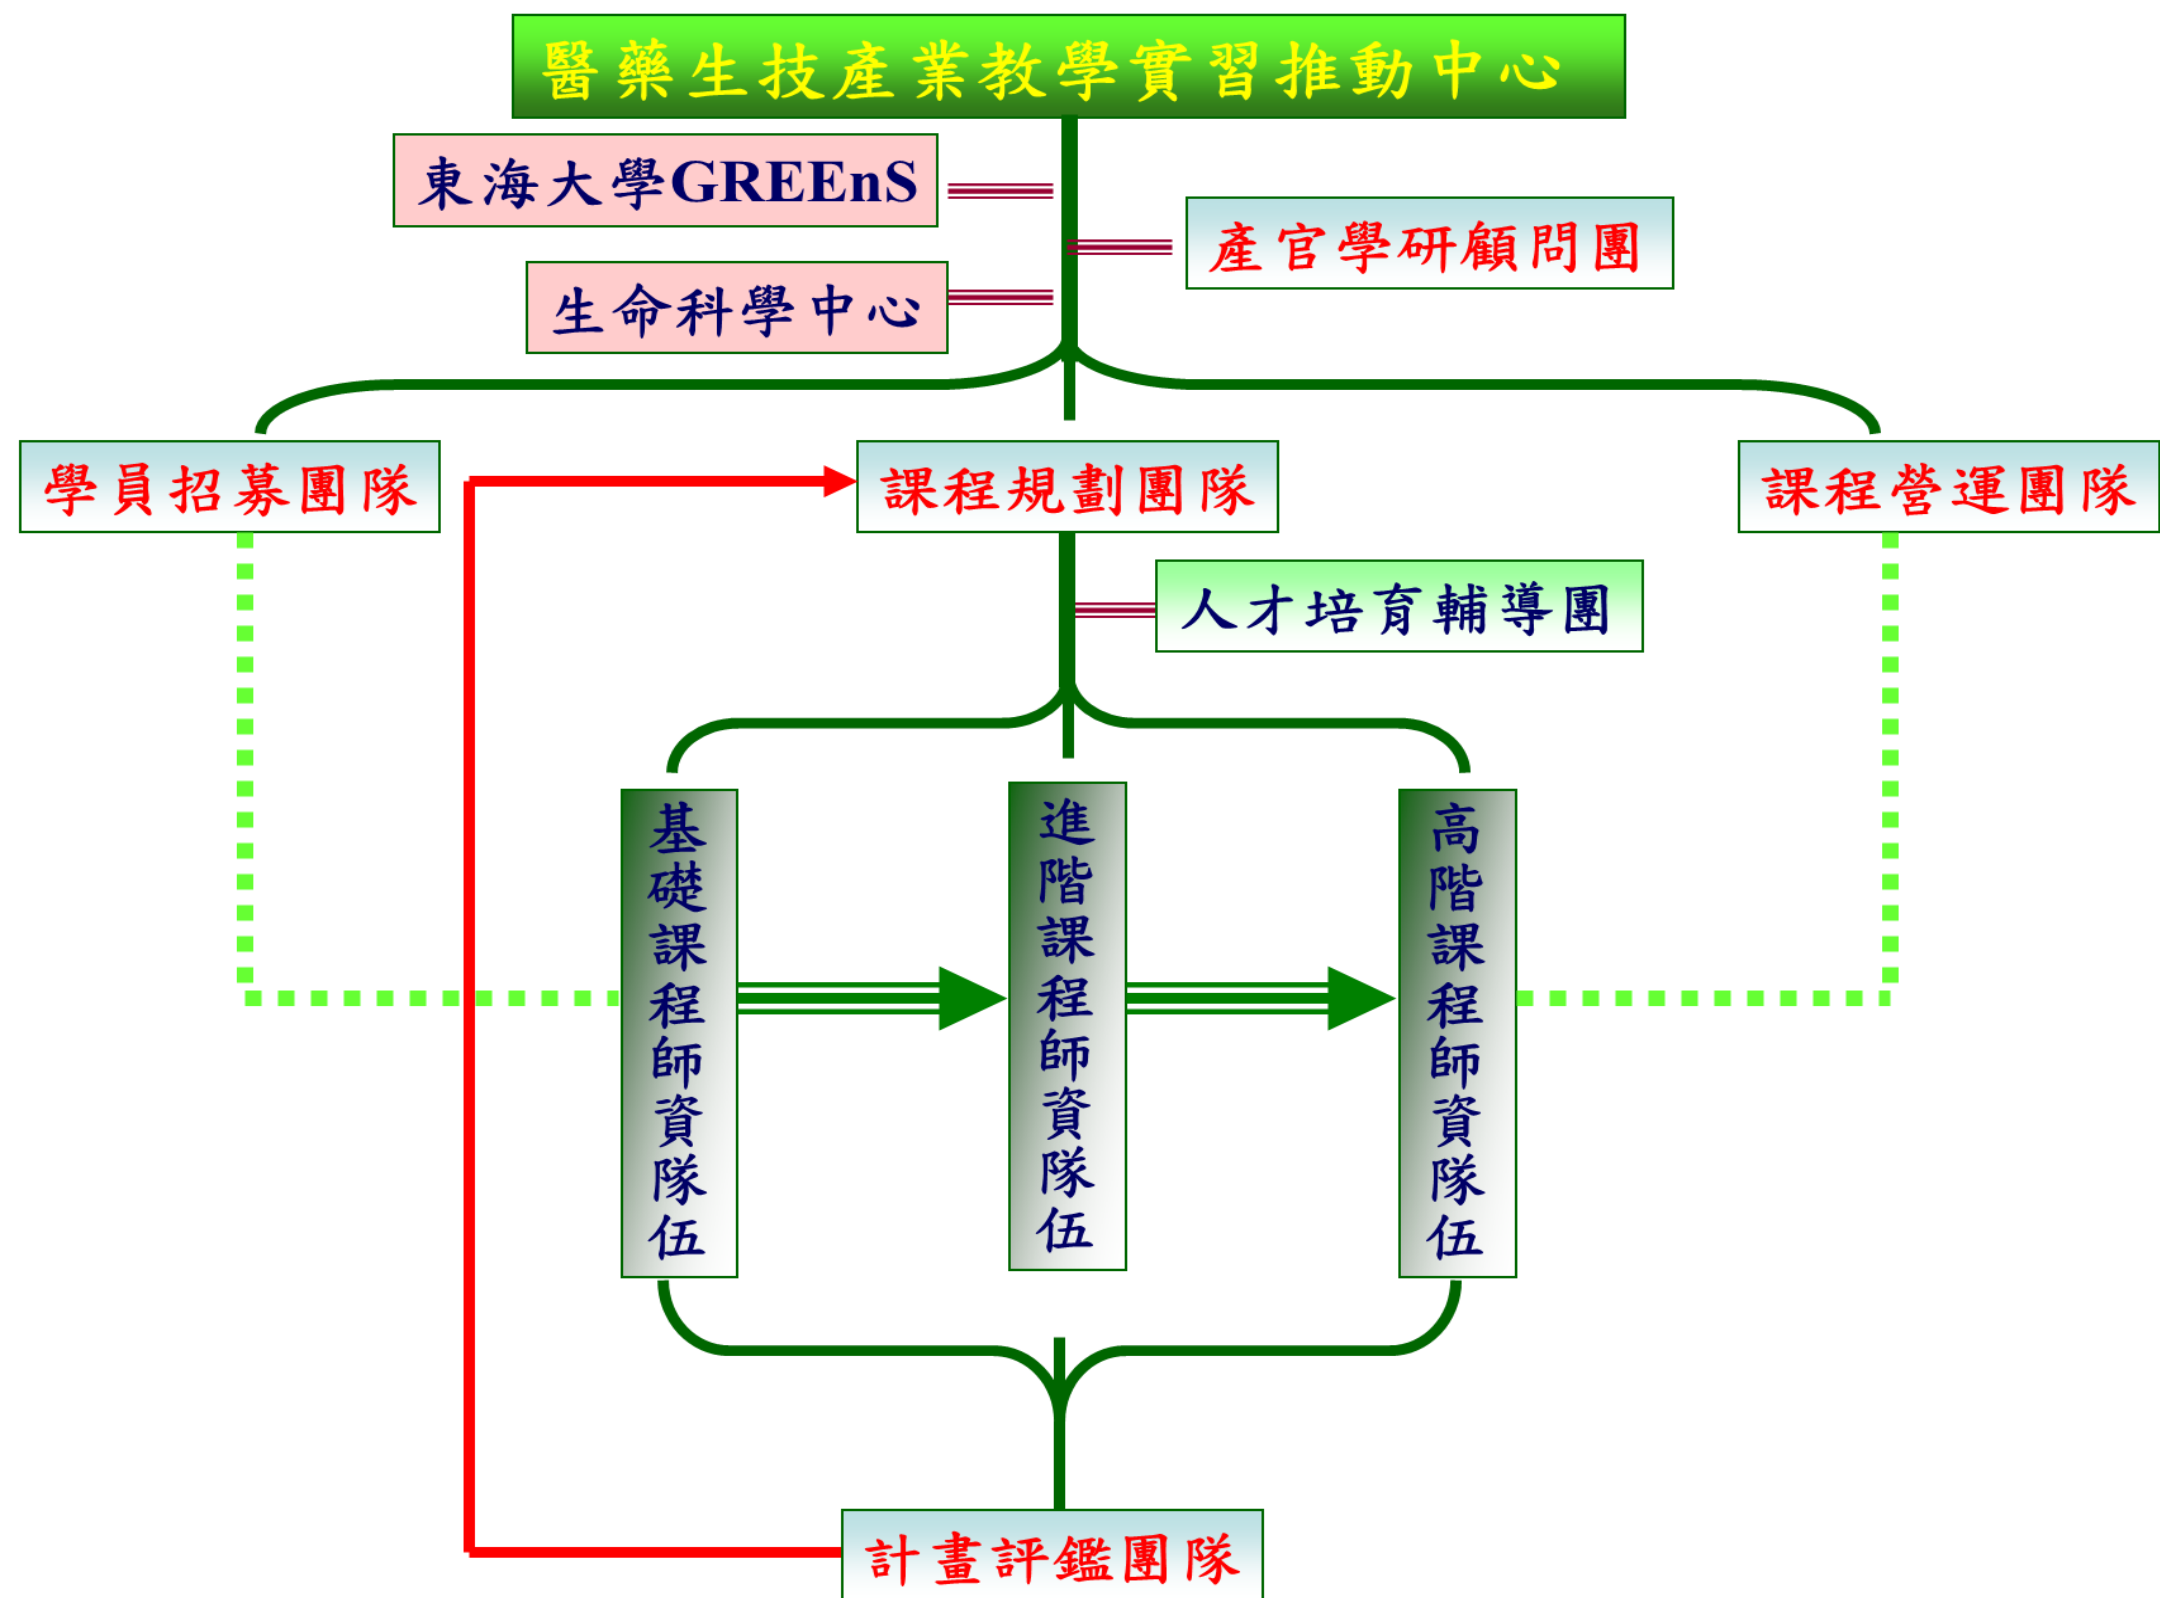 醫藥生技產業教學實習推動中心
東海大學GREEnS
產官學研顧問團
生命科學中心
學員招募團隊
課程規劃團隊
課程營運團隊
人才培育輔導團
基礎課程師資隊伍
進階課程師資隊伍
高階課程師資隊伍
計畫評鑑團隊